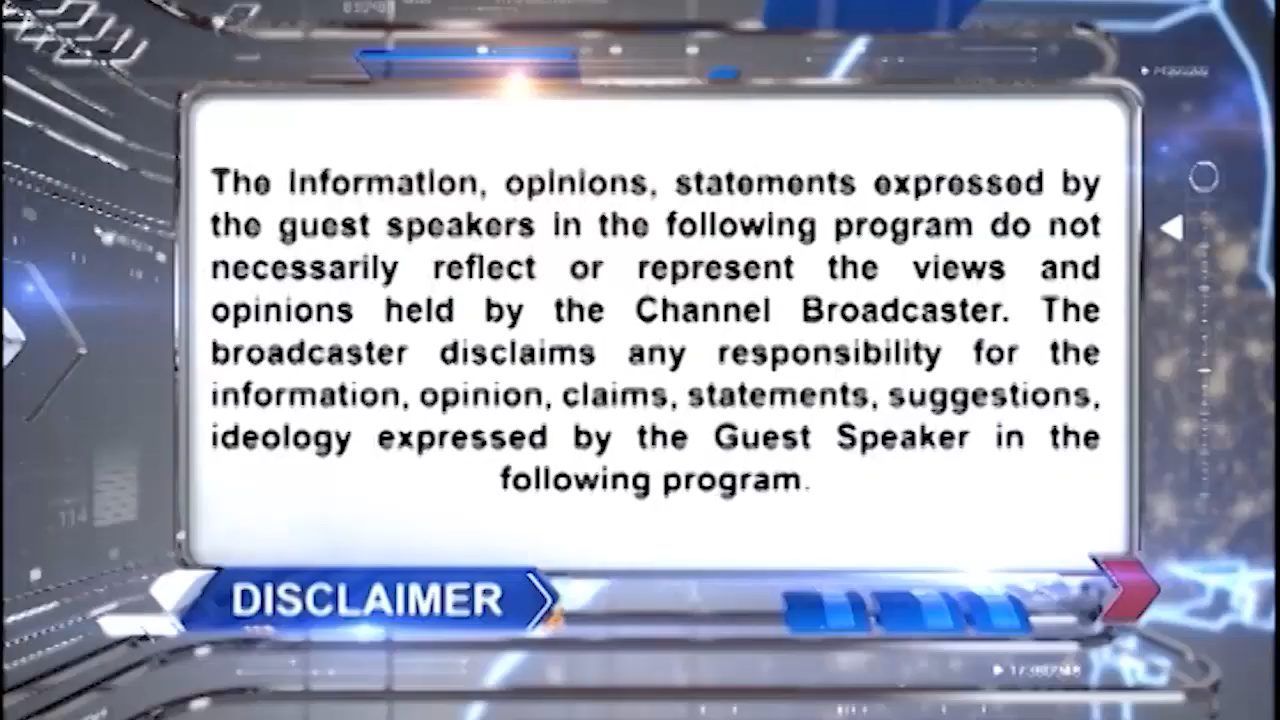 The information, opinions, statements expressed by
the guest speakers in the following program do not
necessarily reflect or represent the views and
opinions held by the Channel Broadcaster. The
broadcaster disclaims any responsibility for the
information, opinion, claims, statements, suggestions,
ideology expressed by the Guest Speaker in the
following program.
114
DISCLAIMER